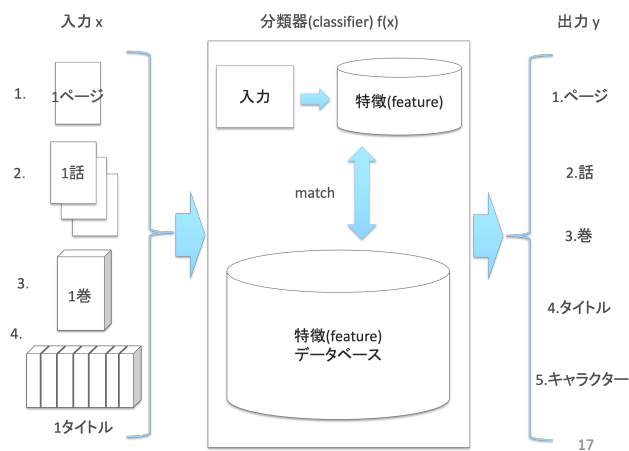 入力 x
分類器(classifier) f(x)
出力 y
1.
1ページ
2.
1話
3.
1巻
4.
1タイトル
入力
特徴(feature)
match
特徴(feature)
データベース
1.ページ
2.話
3.巻
4.タイトル
5.キャラクター
17